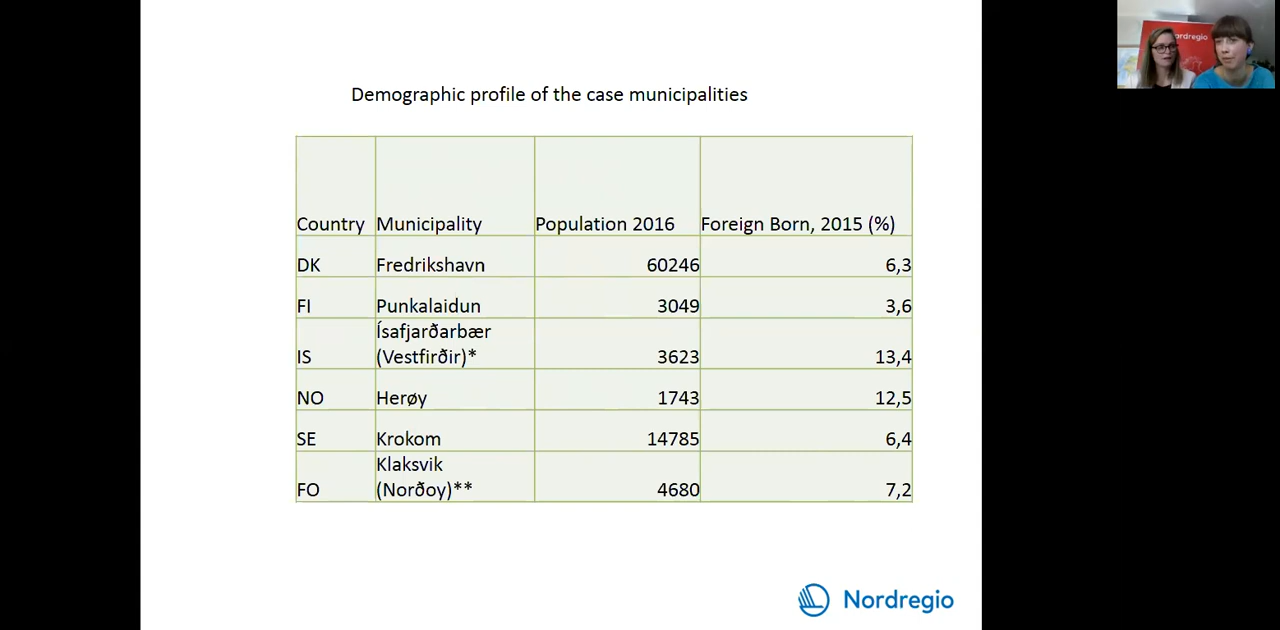 Demographic profile of the case municipalities
Country Municipality Population 2016 Foreign Born, 2015 (%)
DK Fredrikshavn 60246 6,3
FI Punkalaidun 3049 3,6
Ísafjarðarbær
IS (Vestfirðir)* 3623 13,4
NO Herøy 1743 12,5
SE Krokom 14785 6,4
Klaksvik
FO (Norðoy)** 4680 7,2
Nordregio
ordregio